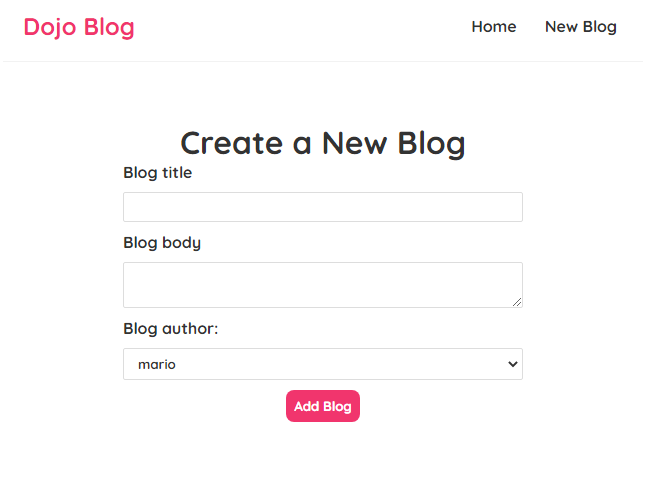 Dojo Blog
Home New Blog
Create a New Blog
Blog title
Blog body
Blog author:
mario
Add Blog